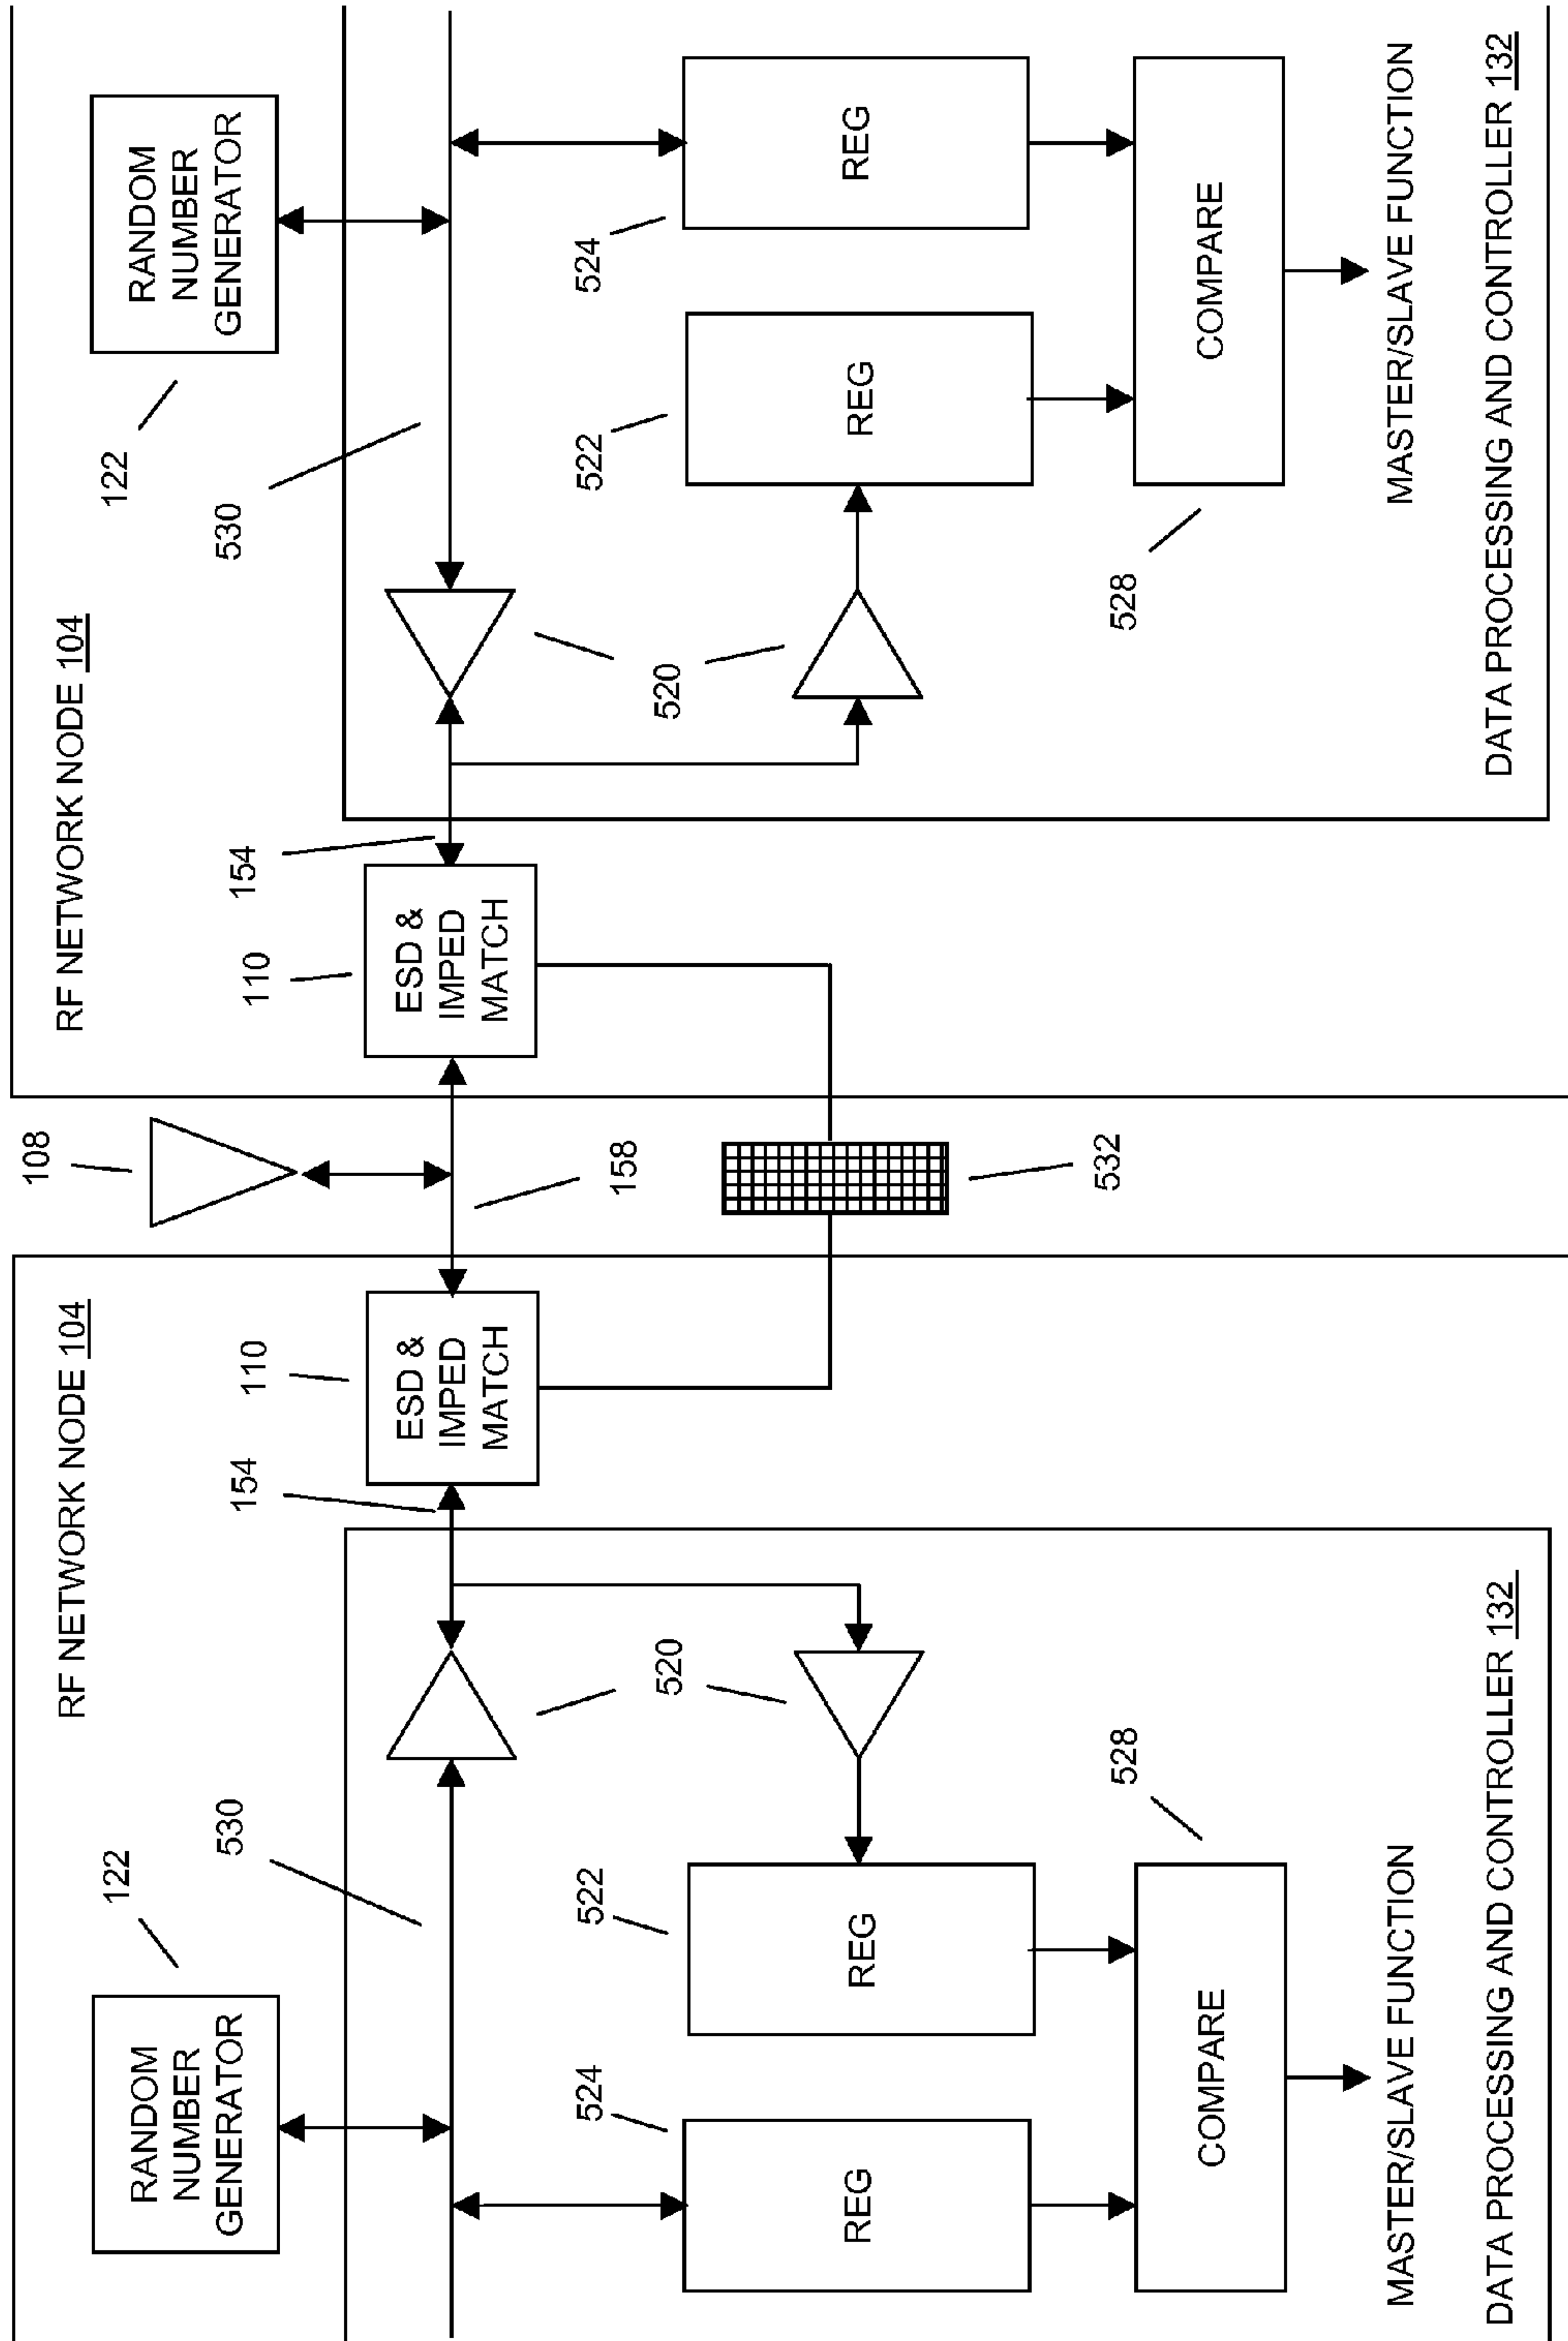 RF NETWORK NODE 104
122
RANDOM
NUMBER
GENERATOR
530
154
110
ESD &
IMPED
MATCH
520
524
REG
522
REG
528
COMPARE
MASTER/SLAVE FUNCTION
DATA PROCESSING AND CONTROLLER 132
108
158
532
RF NETWORK NODE 104
110
ESD &
IMPED
MATCH
154
530
122
RANDOM
NUMBER
GENERATOR
520
522
REG
524
REG
528
COMPARE
MASTER/SLAVE FUNCTION
DATA PROCESSING AND CONTROLLER 132